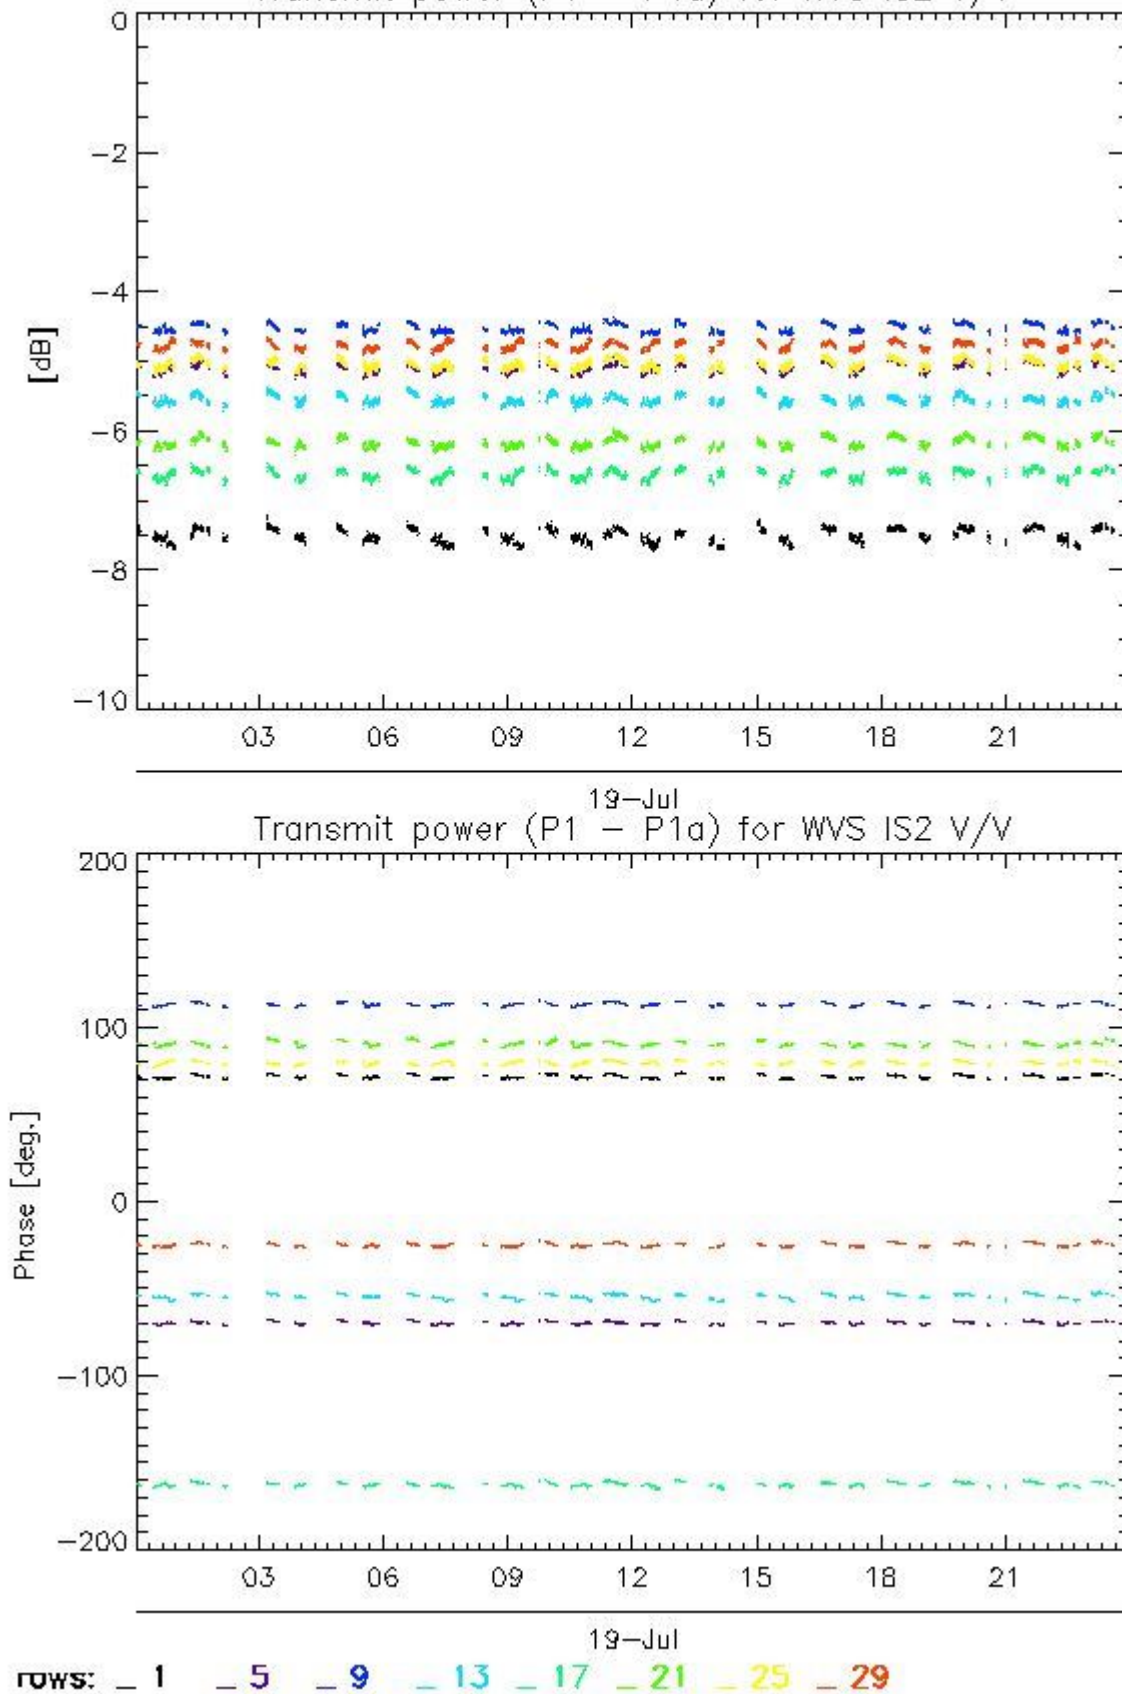 0
-2
-4
[dB]
-6
-8
-10
03 06 09 12 15 18 21
19-Jul
Transmit power (P1 - P1a) for WVS IS2 V/V
200
100
0
Phase [deg.]
-100
-200
03 06 09 12 15 18 21
19-Jul
rows: _ 1 _ 5 _ 9 _ 13 _ 17 _ 21 _ 25 _ 29